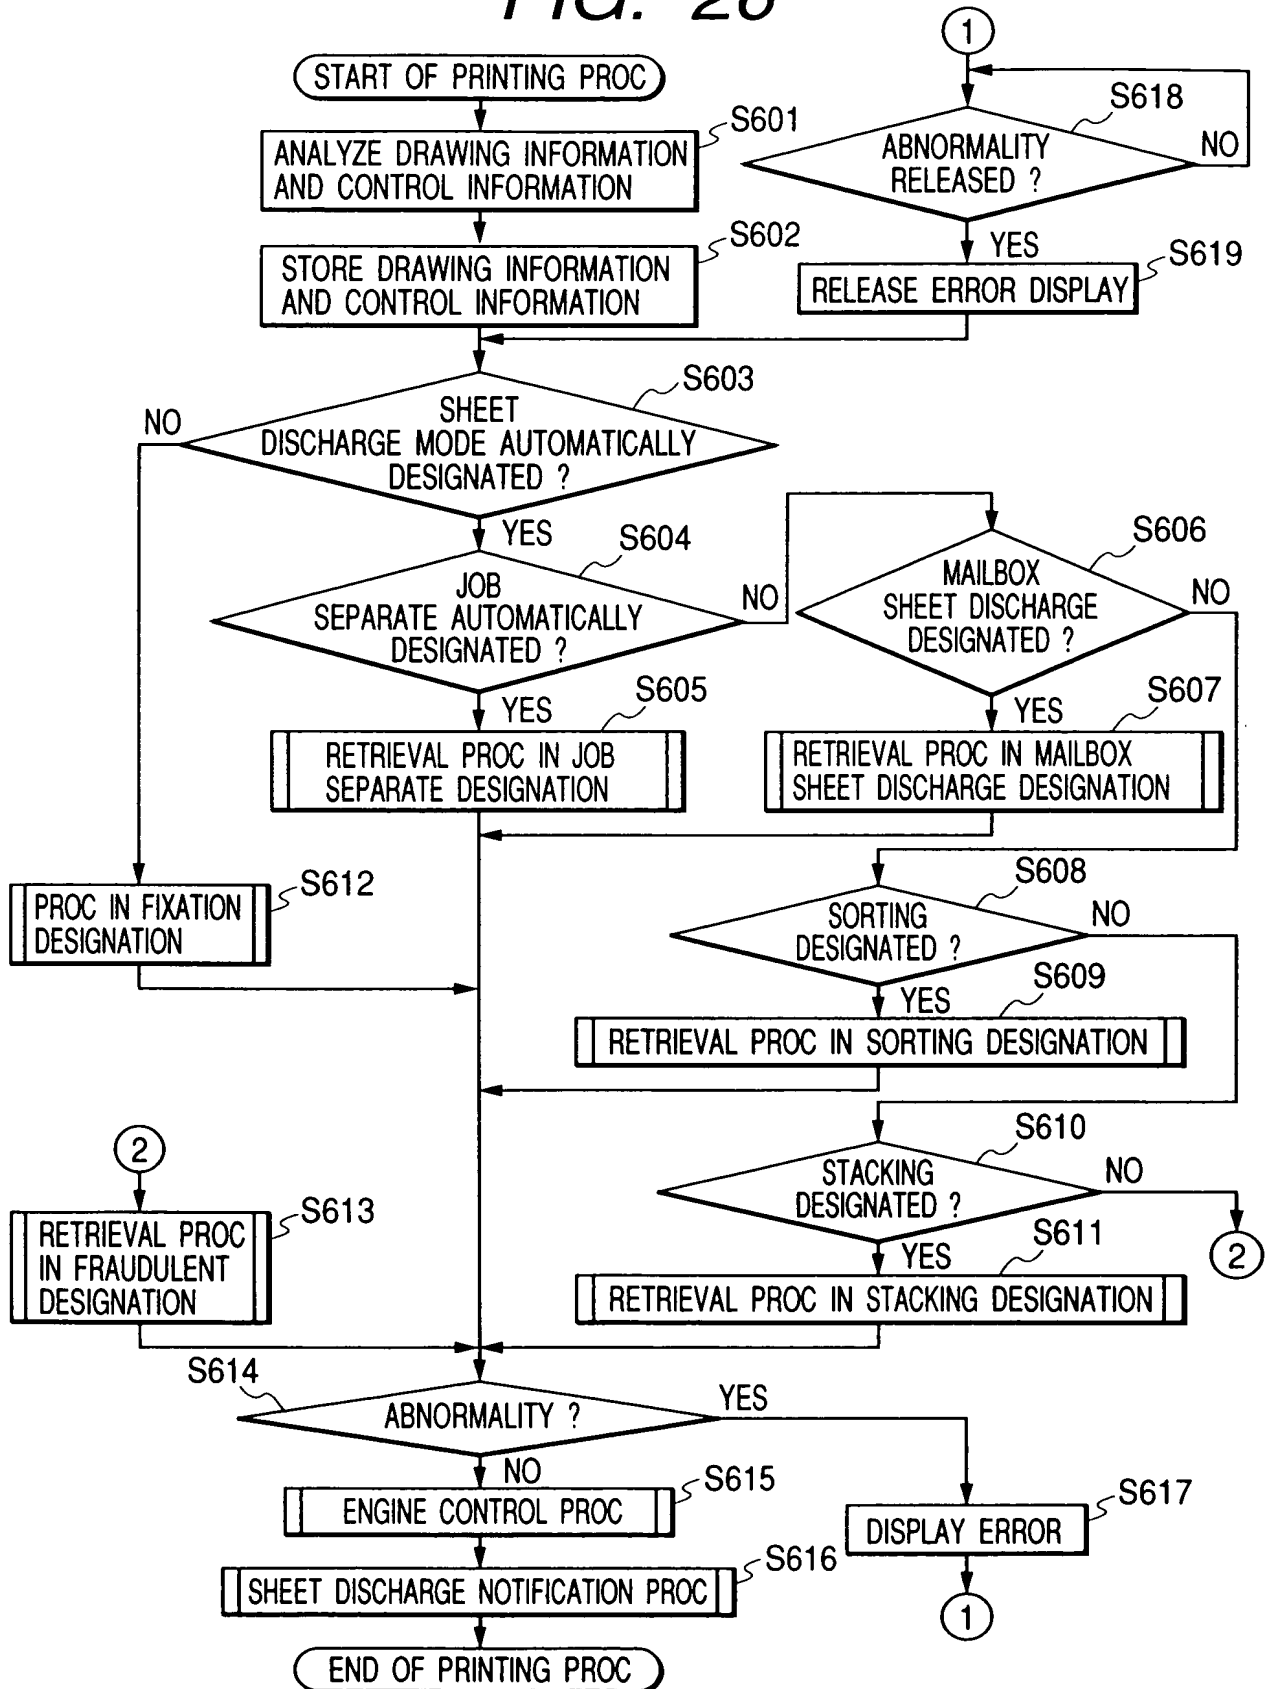 FIG. 26
1
START OF PRINTING PROC
S601
ANALYZE DRAWING INFORMATION
AND CONTROL INFORMATION
S602
STORE DRAWING INFORMATION
AND CONTROL INFORMATION
S618
ABNORMALITY
RELEASED ?
NO
YES
S619
RELEASE ERROR DISPLAY
S603
SHEET
DISCHARGE MODE AUTOMATICALLY
DESIGNATED ?
NO
YES
S604
JOB
SEPARATE AUTOMATICALLY
DESIGNATED ?
NO
YES
S605
RETRIEVAL PROC IN JOB
SEPARATE DESIGNATION
S606
MAILBOX
SHEET DISCHARGE
DESIGNATED ?
NO
YES
S607
RETRIEVAL PROC IN MAILBOX
SHEET DISCHARGE DESIGNATION
S612
PROC IN FIXATION
DESIGNATION
S608
SORTING
DESIGNATED ?
NO
YES
S609
RETRIEVAL PROC IN SORTING DESIGNATION
S610
STACKING
DESIGNATED ?
NO
2
YES
S611
RETRIEVAL PROC IN STACKING DESIGNATION
2
S613
RETRIEVAL PROC
IN FRAUDULENT
DESIGNATION
S614
ABNORMALITY ?
YES
NO
S615
ENGINE CONTROL PROC
S616
SHEET DISCHARGE NOTIFICATION PROC
END OF PRINTING PROC
S617
DISPLAY ERROR
1